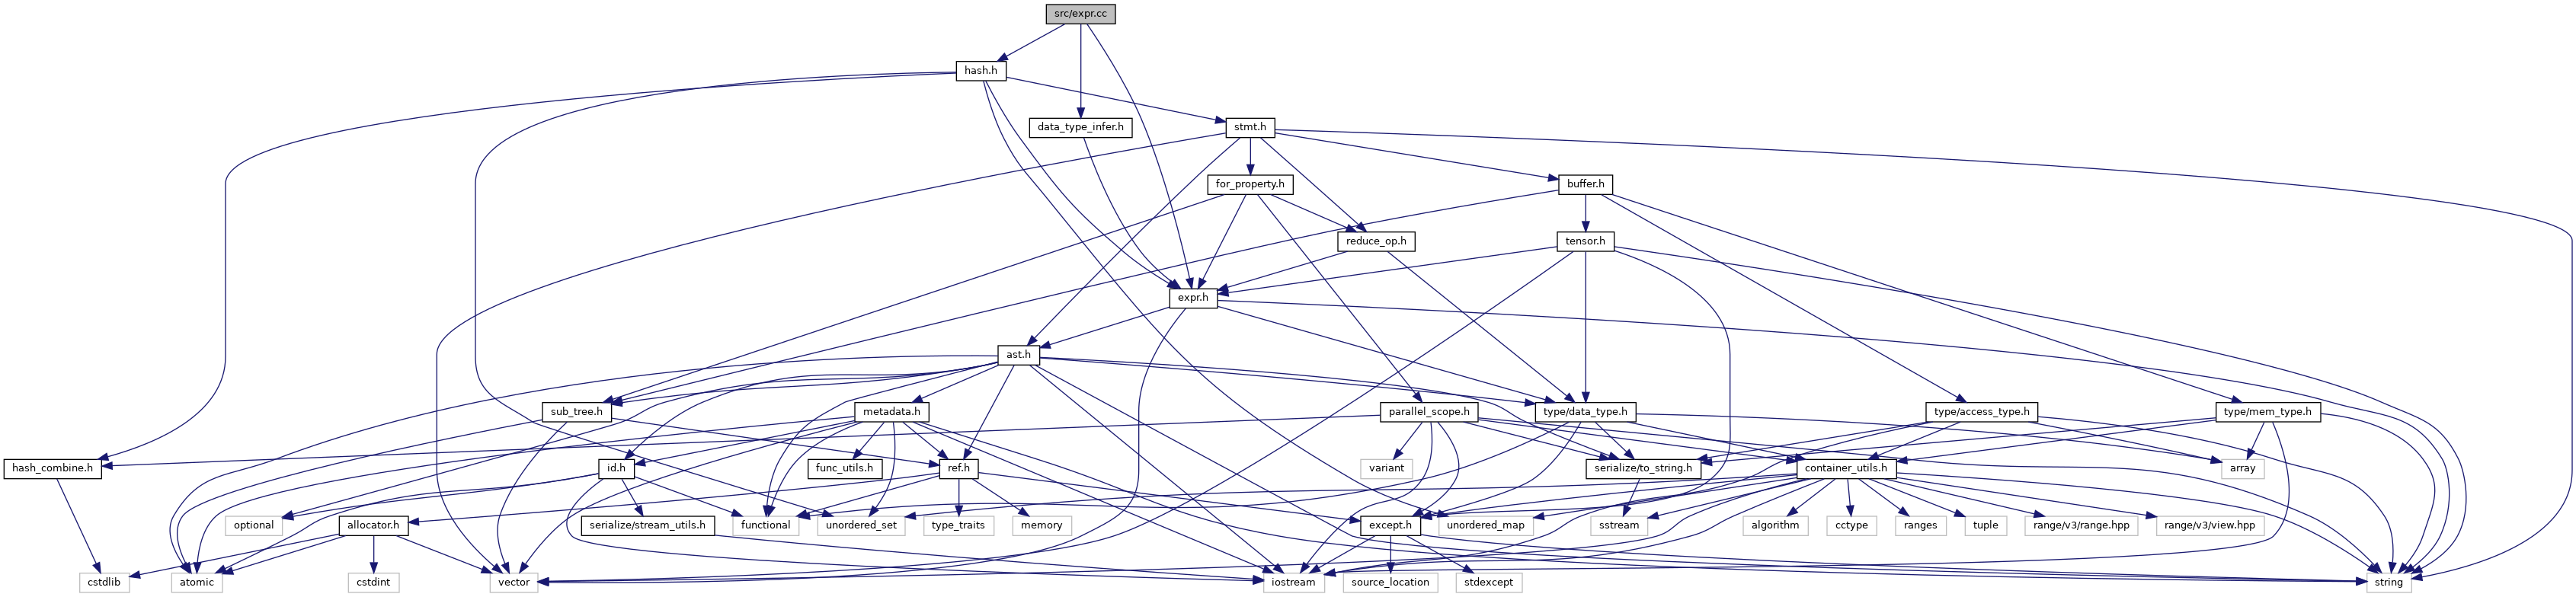 src/expr.cc
hash.h
data_type_infer.h
stmt.h
for_property.h
buffer.h
reduce_op.h
tensor.h
expr.h
ast.h
sub_tree.h
metadata.h
parallel_scope.h
type/data_type.h
type/access_type.h
type/mem_type.h
hash_combine.h
id.h
func_utils.h
ref.h
variant
serialize/to_string.h
container_utils.h
array
optional
allocator.h
serialize/stream_utils.h
functional
unordered_set
type_traits
memory
except.h
unordered_map
sstream
algorithm
cctype
ranges
tuple
range/v3/range.hpp
range/v3/view.hpp
cstdlib
atomic
cstdint
vector
iostream
source_location
stdexcept
string